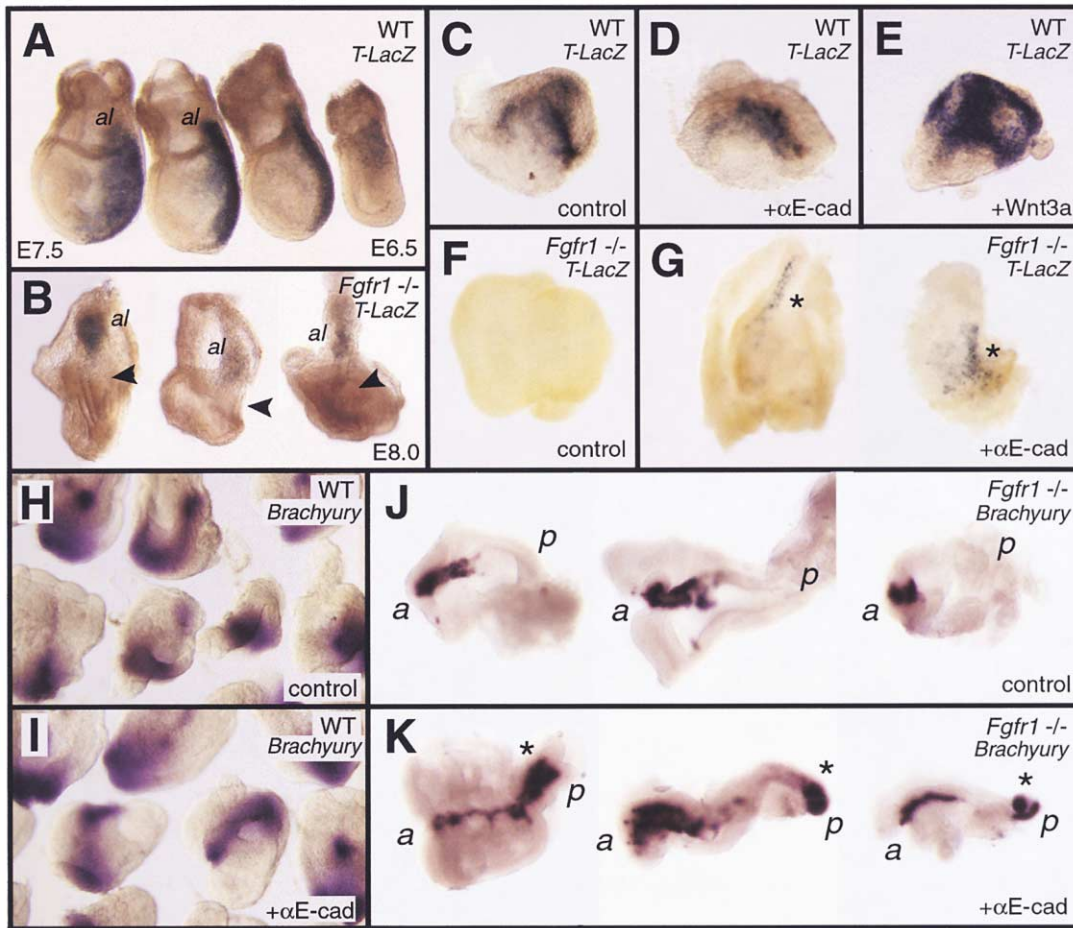 A
WT
T-LacZ
al
al
E7.5
E6.5
B
Fgfr1 -/-
T-LacZ
al
al
al
E8.0
C
WT
T-LacZ
control
D
WT
T-LacZ
+αE-cad
E
WT
T-LacZ
+Wnt3a
F
Fgfr1 -/-
T-LacZ
control
G
Fgfr1 -/-
T-LacZ
*
*
+αE-cad
H
WT
Brachyury
control
I
WT
Brachyury
+αE-cad
J
Fgfr1 -/-
Brachyury
a
p
a
p
a
p
control
K
Fgfr1 -/-
Brachyury
*
a
p
*
a
p
*
a
p
+αE-cad